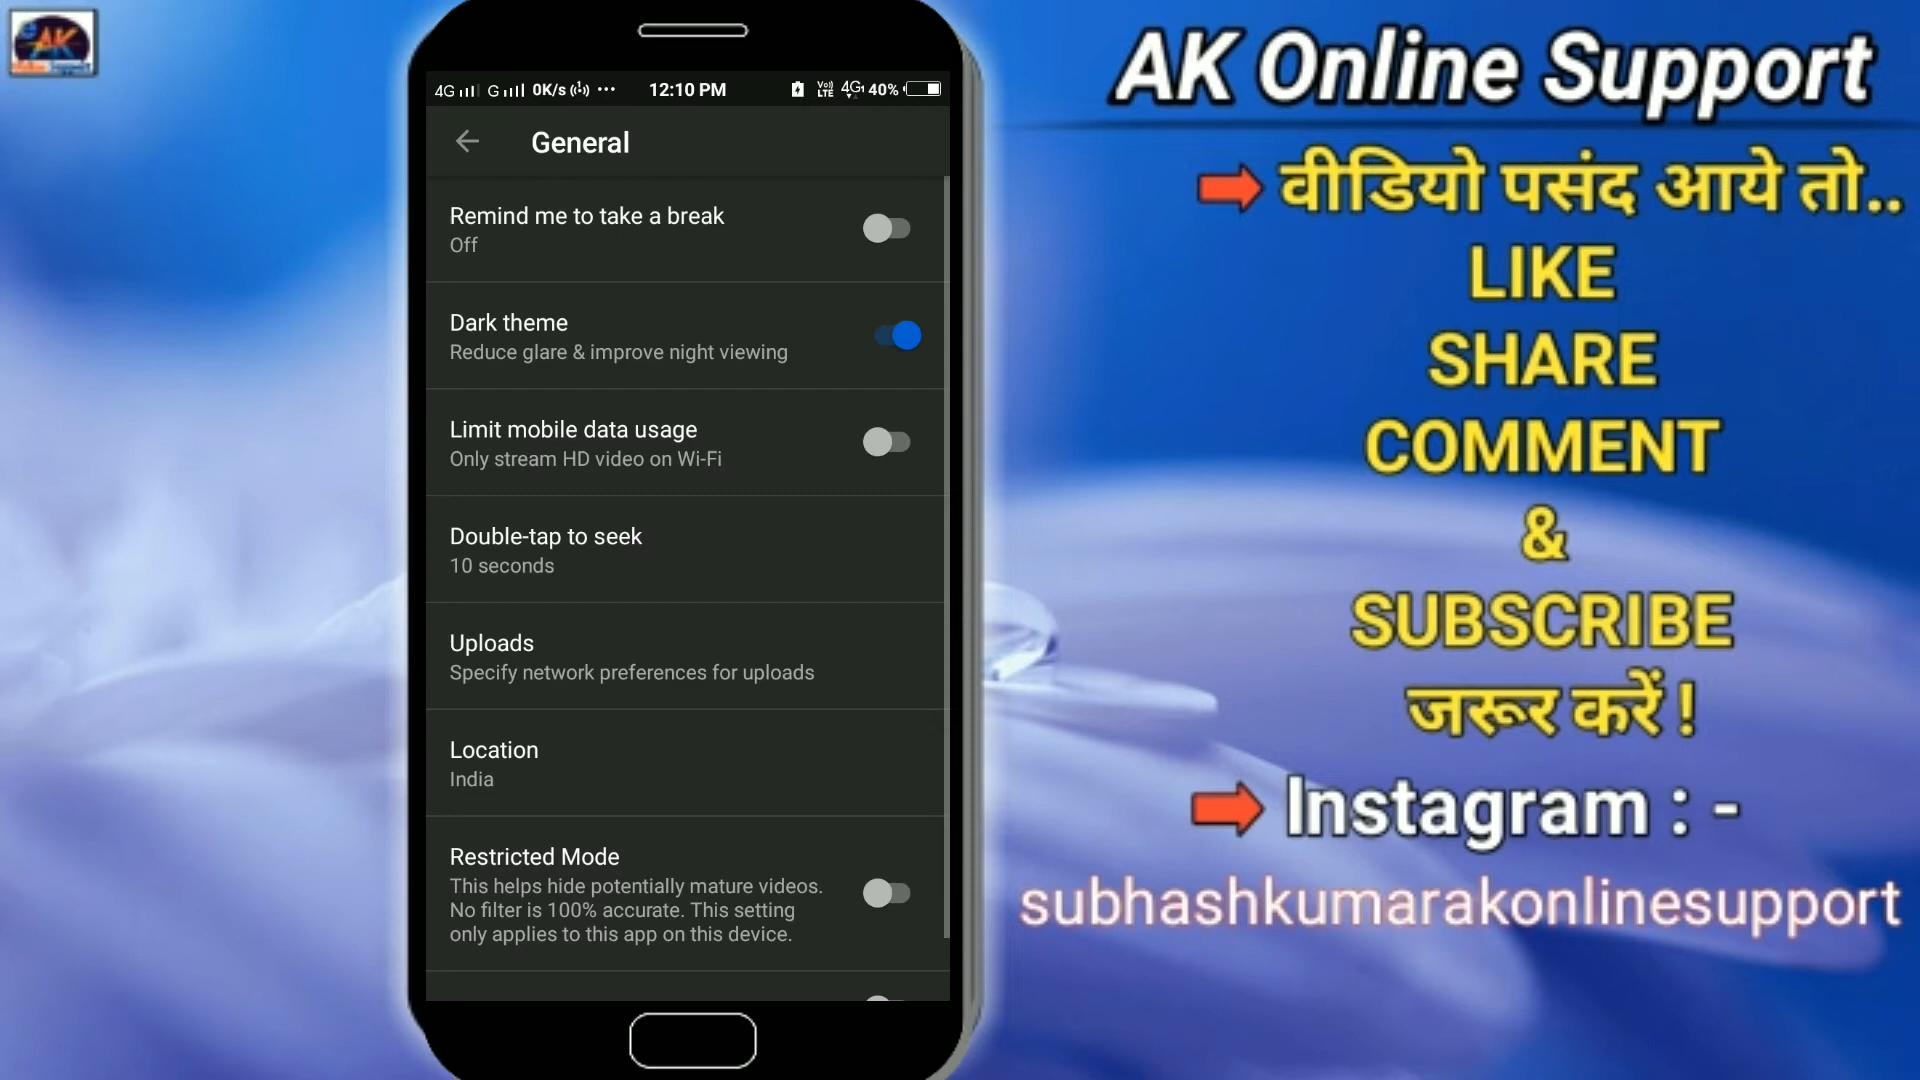 AK
4G G 0K/s ··· 12:10 PM Vo) LTE 4G 40%
General
Remind me to take a break
Off
Dark theme
Reduce glare & improve night viewing
Limit mobile data usage
Only stream HD video on Wi-Fi
Double-tap to seek
10 seconds
Uploads
Specify network preferences for uploads
Location
India
Restricted Mode
This helps hide potentially mature videos.
No filter is 100% accurate. This setting
only applies to this app on this device.
AK Online Support
वीडियो पसंद आये तो..
LIKE
SHARE
COMMENT
&
SUBSCRIBE
जरूर करें !
Instagram : -
subhashkumarakonlinesupport